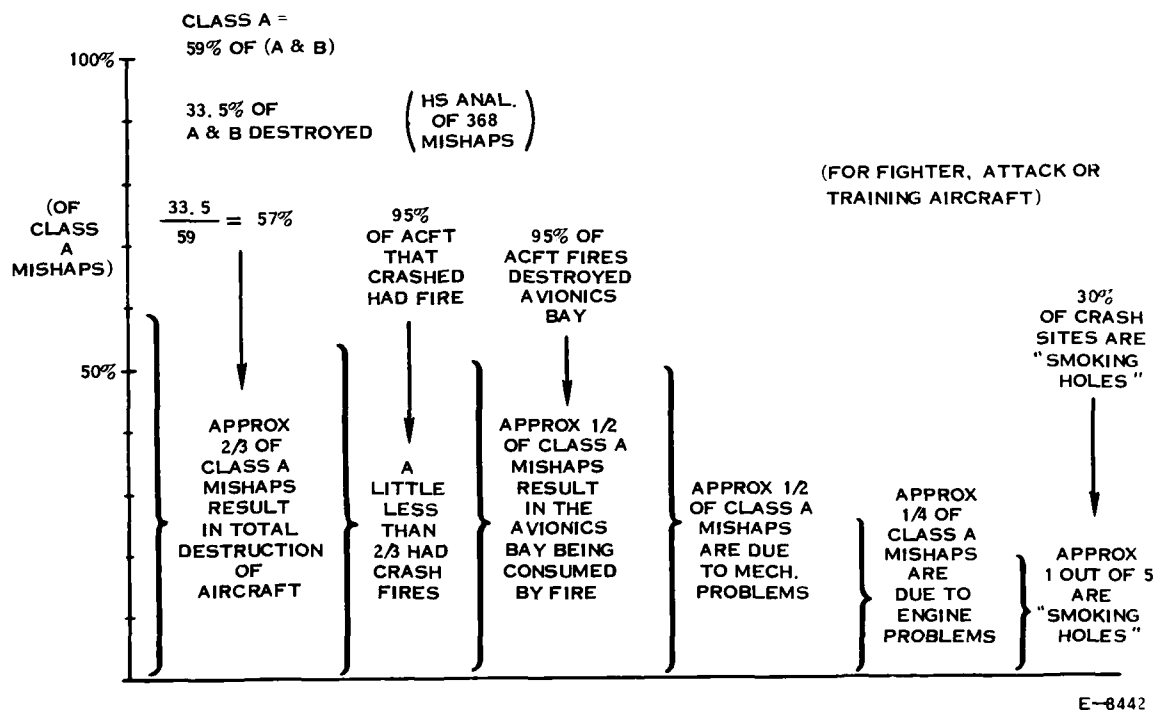 CLASS A =
59% OF (A & B)
100%
33.5% OF
A & B DESTROYED
(HS ANAL.
OF 368
MISHAPS)
(FOR FIGHTER, ATTACK OR
TRAINING AIRCRAFT)
(OF
CLASS
A
MISHAPS)
33.5
59
= 57%
95%
OF ACFT
THAT
CRASHED
HAD FIRE
95% OF
ACFT FIRES
DESTROYED
AVIONICS
BAY
30%
OF CRASH
SITES ARE
"SMOKING
HOLES"
50%
APPROX
2/3 OF
CLASS A
MISHAPS
RESULT
IN TOTAL
DESTRUCTION
OF
AIRCRAFT
A
LITTLE
LESS
THAN
2/3 HAD
CRASH
FIRES
APPROX 1/2
OF CLASS A
MISHAPS
RESULT
IN THE
AVIONICS
BAY BEING
CONSUMED
BY FIRE
APPROX 1/2
OF CLASS A
MISHAPS
ARE DUE
TO MECH.
PROBLEMS
APPROX
1/4 OF
CLASS A
MISHAPS
ARE
DUE TO
ENGINE
PROBLEMS
APPROX
1 OUT OF 5
ARE
"SMOKING
HOLES"
E-8442